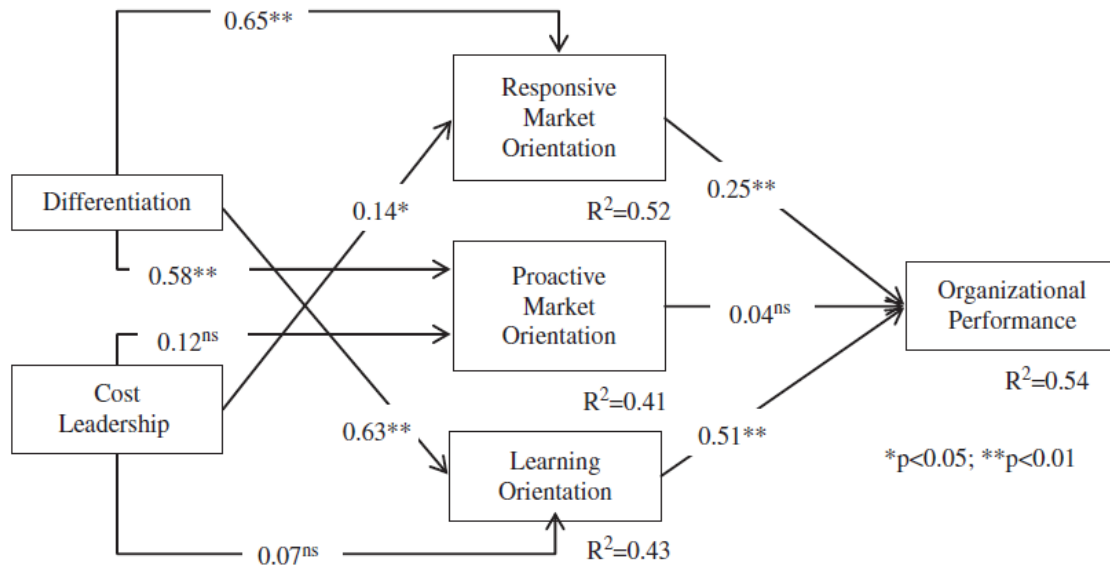 0.65**
Responsive
Market
Orientation
Differentiation
0.14*
R²=0.52
0.25**
0.58**
Proactive
Market
Orientation
0.04ⁿˢ
Organizational
Performance
0.12ⁿˢ
R²=0.54
Cost
Leadership
R²=0.41
0.63**
0.51**
Learning
Orientation
*p<0.05; **p<0.01
0.07ⁿˢ
R²=0.43